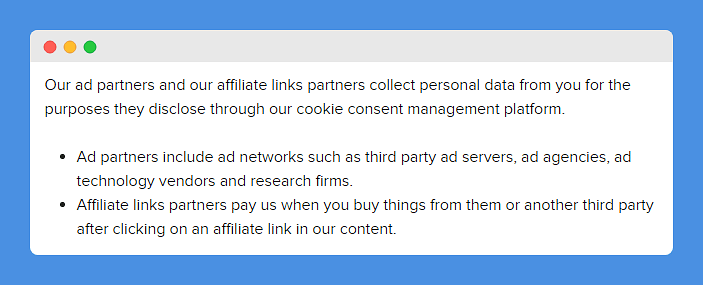 Our ad partners and our affiliate links partners collect personal data from you for the
purposes they disclose through our cookie consent management platform.
• Ad partners include ad networks such as third party ad servers, ad agencies, ad
technology vendors and research firms.
• Affiliate links partners pay us when you buy things from them or another third party
after clicking on an affiliate link in our content.